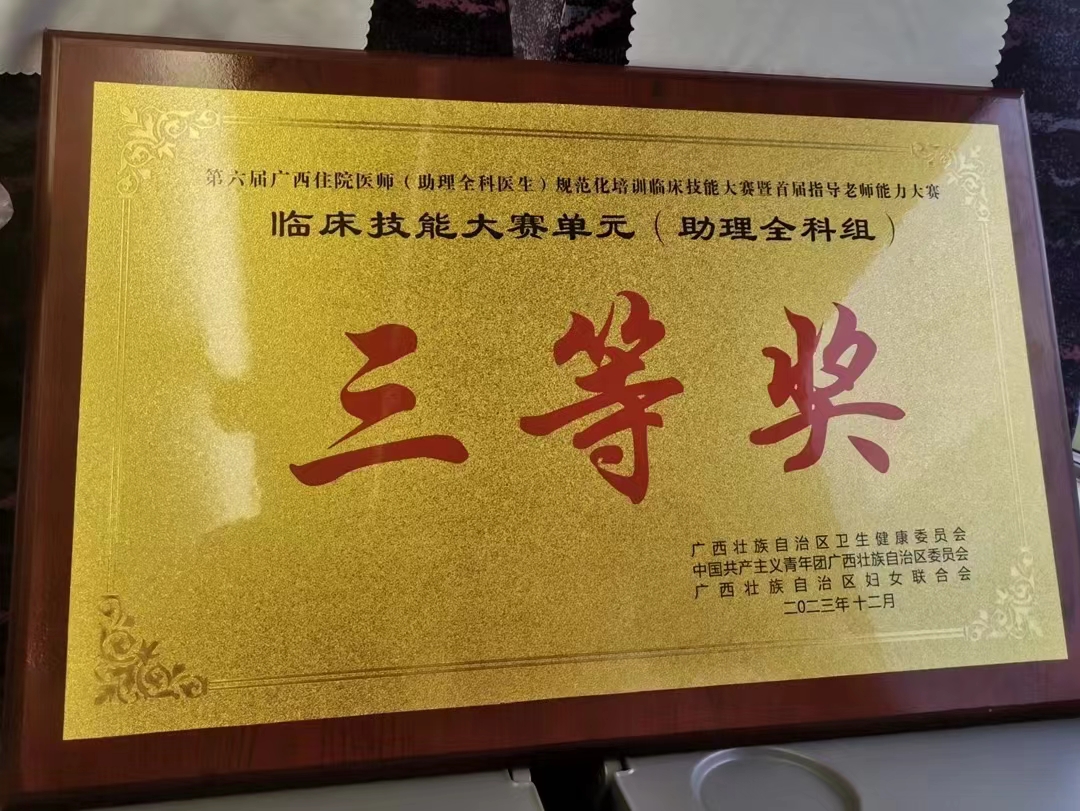 第六届广西住院医师（助理全科医生）规范化培训临床技能大赛暨首届指导老师能力大赛
临床技能大赛单元（助理全科组）
三等奖
广西壮族自治区卫生健康委员会
中国共产主义青年团广西壮族自治区委员会
广西壮族自治区妇女联合会
二0二三年十二月